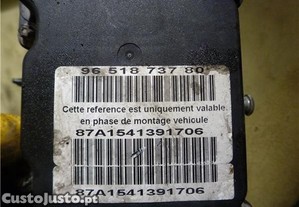 96 518 737 80
Cette reference est uniquement valable
en phase de montage vehicule
87A1541391706
87A1541391706
CustoJusto.pt